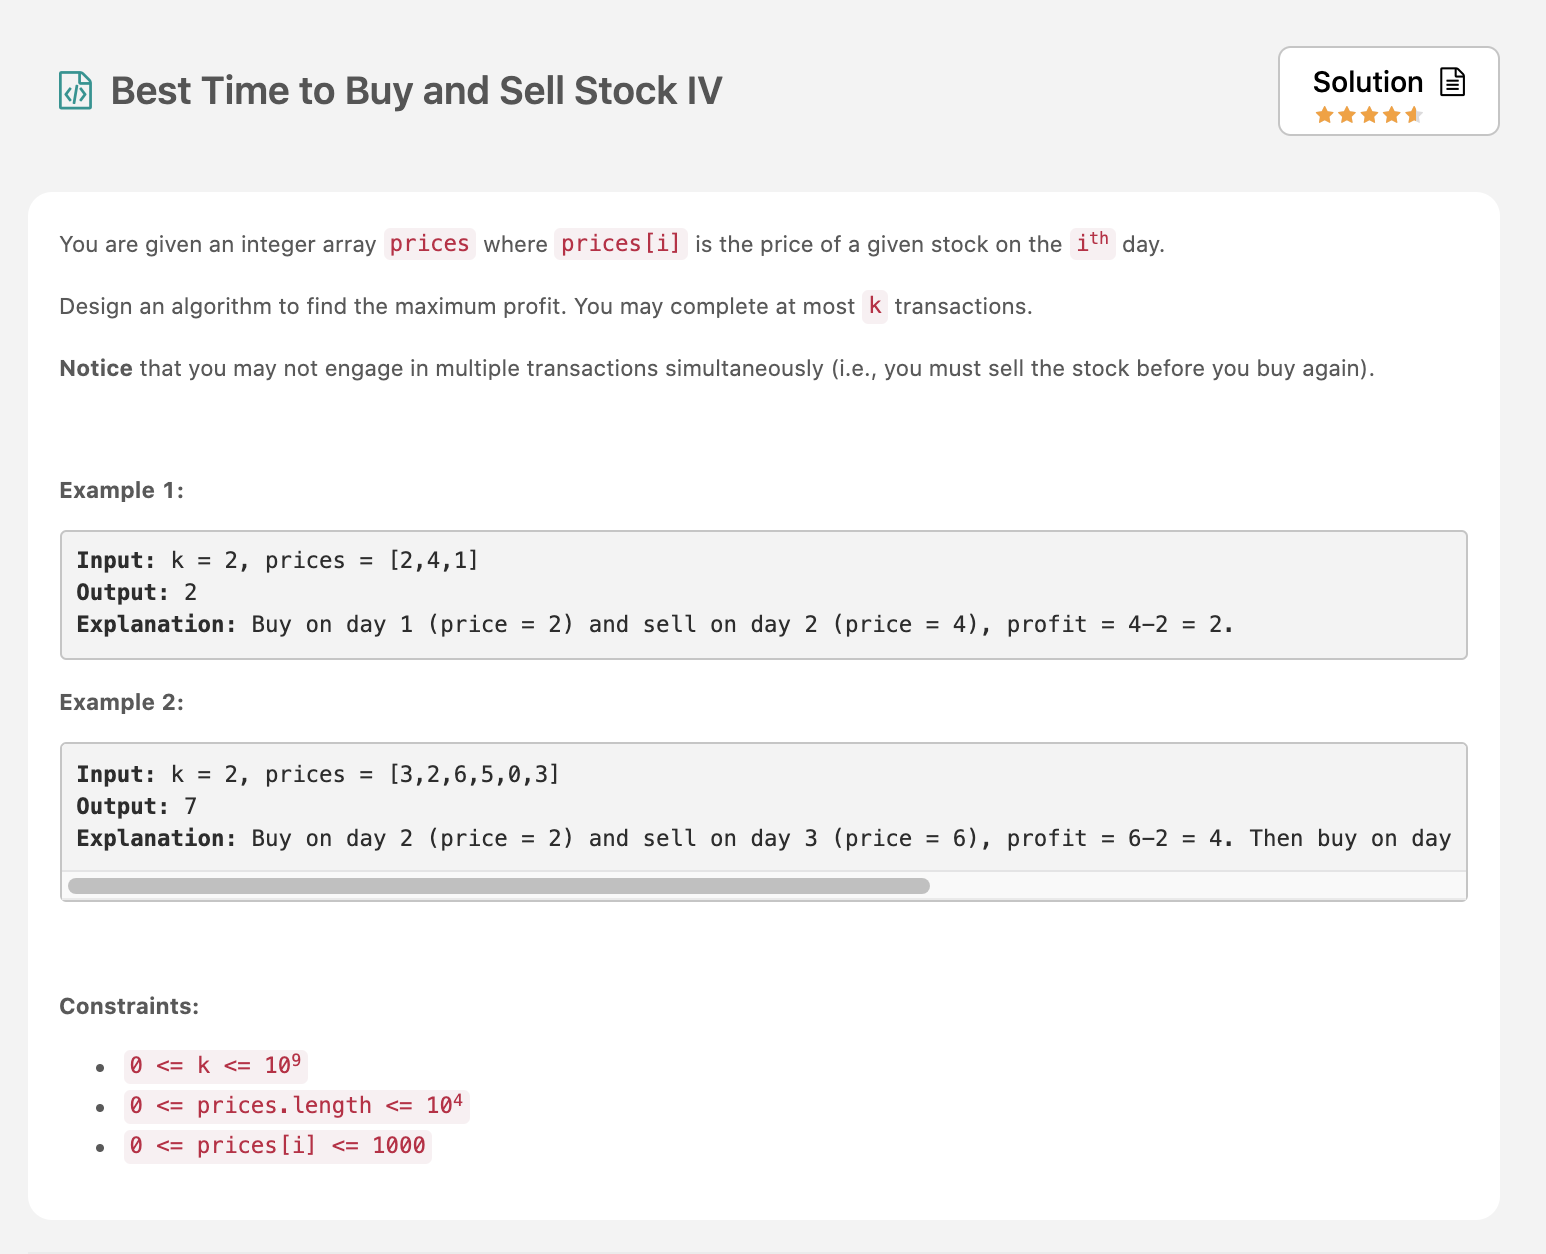 Best Time to Buy and Sell Stock IV
Solution
You are given an integer array prices where prices[i] is the price of a given stock on the ith day.
Design an algorithm to find the maximum profit. You may complete at most k transactions.
Notice that you may not engage in multiple transactions simultaneously (i.e., you must sell the stock before you buy again).
Example 1:
Input: k = 2, prices = [2,4,1]
Output: 2
Explanation: Buy on day 1 (price = 2) and sell on day 2 (price = 4), profit = 4-2 = 2.
Example 2:
Input: k = 2, prices = [3,2,6,5,0,3]
Output: 7
Explanation: Buy on day 2 (price = 2) and sell on day 3 (price = 6), profit = 6-2 = 4. Then buy on day
Constraints:
0 <= k <= 10⁹
0 <= prices.length <= 10⁴
0 <= prices[i] <= 1000